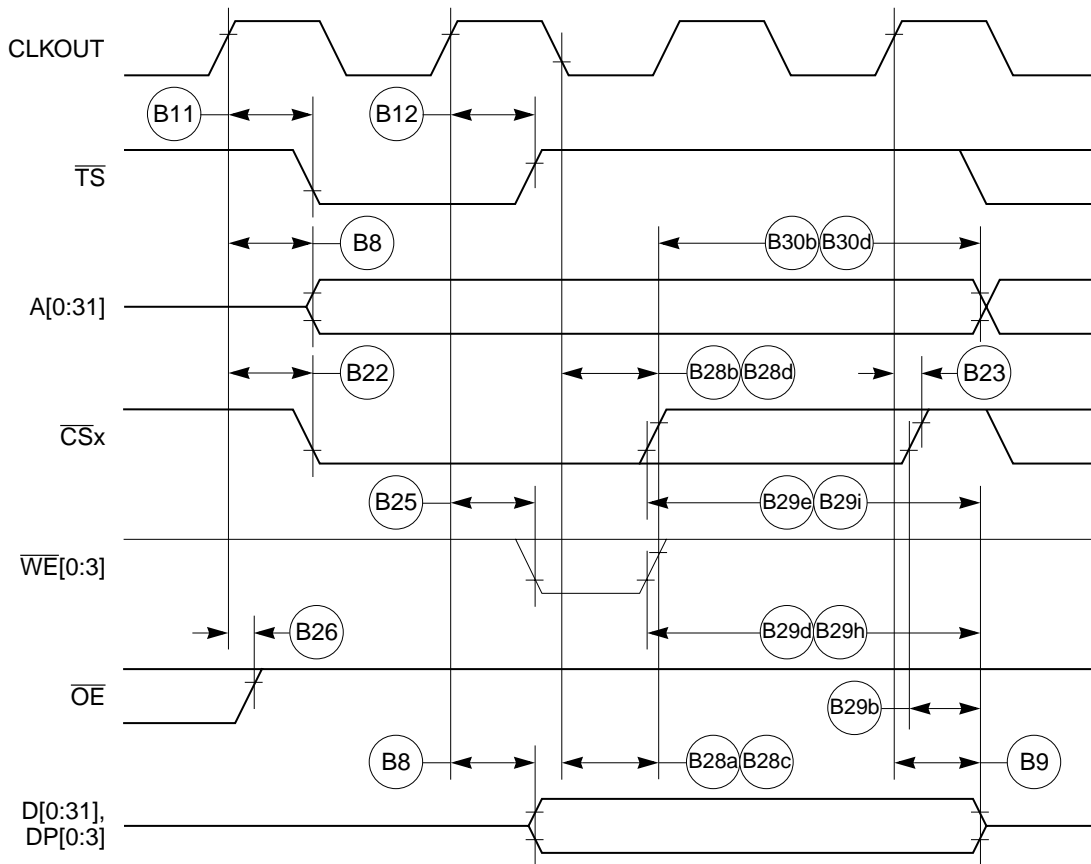 CLKOUT
B11
B12
TS
B8
B30b
B30d
A[0:31]
B22
B28b
B28d
B23
CSx
B25
B29e
B29i
WE[0:3]
B26
B29d
B29h
OE
B29b
B8
B28a
B28c
B9
D[0:31],
DP[0:3]